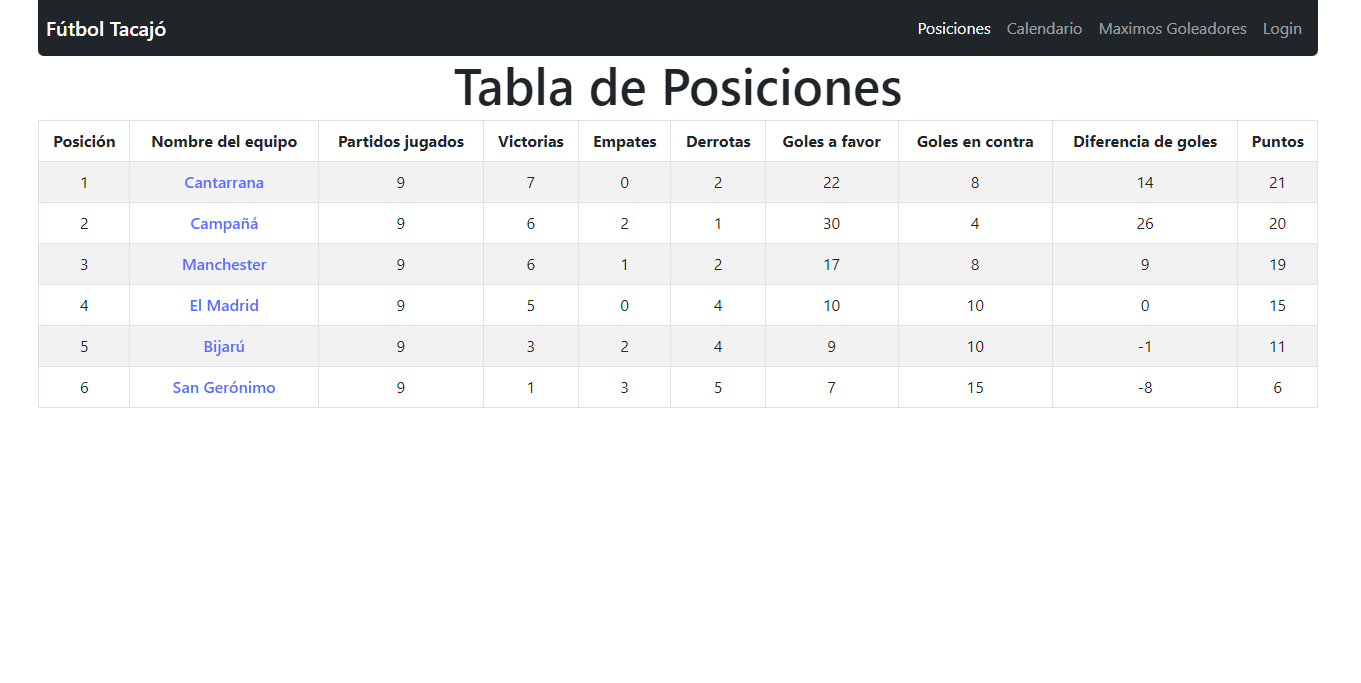 Fútbol Tacajó Posiciones Calendario Maximos Goleadores Login
Tabla de Posiciones
Posición Nombre del equipo Partidos jugados Victorias Empates Derrotas Goles a favor Goles en contra Diferencia de goles Puntos
1 Cantarrana 9 7 0 2 22 8 14 21
2 Campañá 9 6 2 1 30 4 26 20
3 Manchester 9 6 1 2 17 8 9 19
4 El Madrid 9 5 0 4 10 10 0 15
5 Bijarú 9 3 2 4 9 10 -1 11
6 San Gerónimo 9 1 3 5 7 15 -8 6